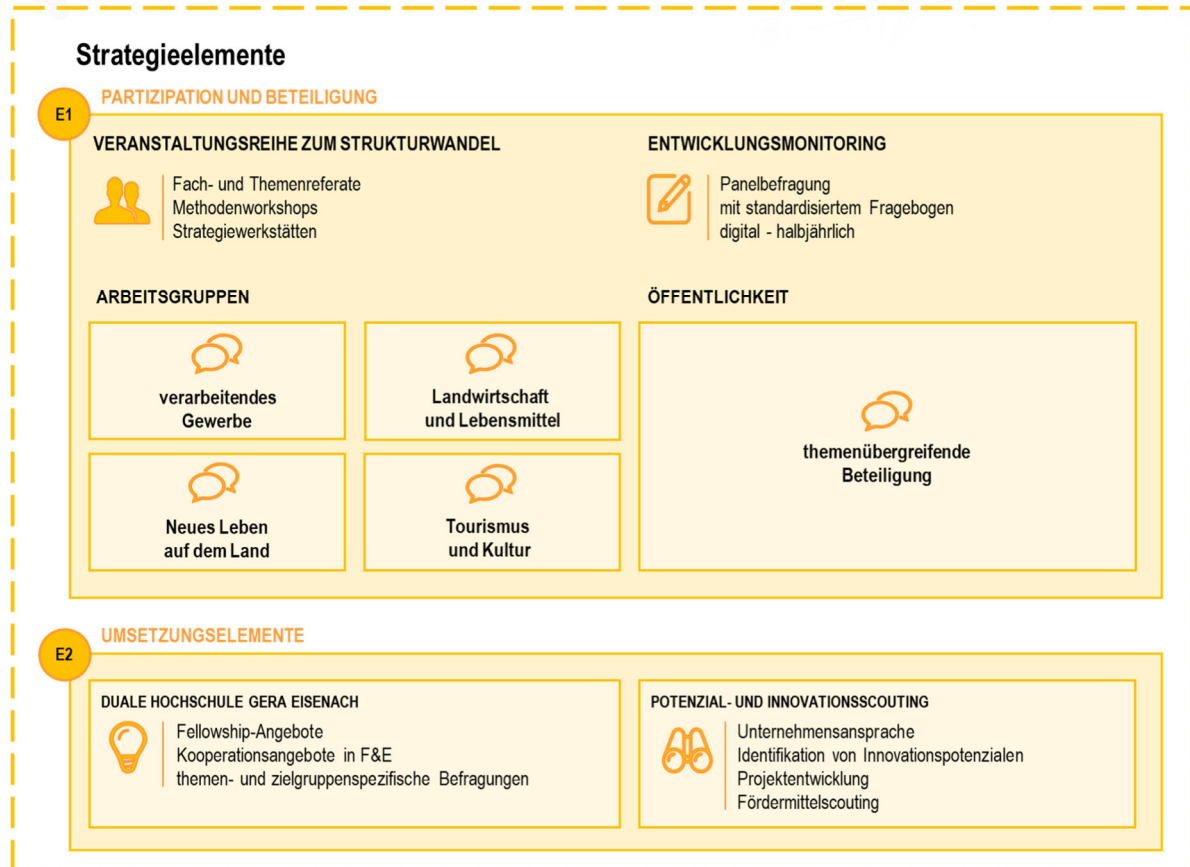 Strategieelemente
E1
PARTIZIPATION UND BETEILIGUNG
VERANSTALTUNGSREIHE ZUM STRUKTURWANDEL
Fach- und Themenreferate
Methodenworkshops
Strategiewerkstätten
ENTWICKLUNGSMONITORING
Panelbefragung
mit standardisiertem Fragebogen
digital - halbjährlich
ARBEITSGRUPPEN
verarbeitendes
Gewerbe
Landwirtschaft
und Lebensmittel
Neues Leben
auf dem Land
Tourismus
und Kultur
ÖFFENTLICHKEIT
themenübergreifende
Beteiligung
E2
UMSETZUNGSELEMENTE
DUALE HOCHSCHULE GERA EISENACH
Fellowship-Angebote
Kooperationsangebote in F&E
themen- und zielgruppenspezifische Befragungen
POTENZIAL- UND INNOVATIONSSCOUTING
Unternehmensansprache
Identifikation von Innovationspotenzialen
Projektentwicklung
Fördermittelscouting